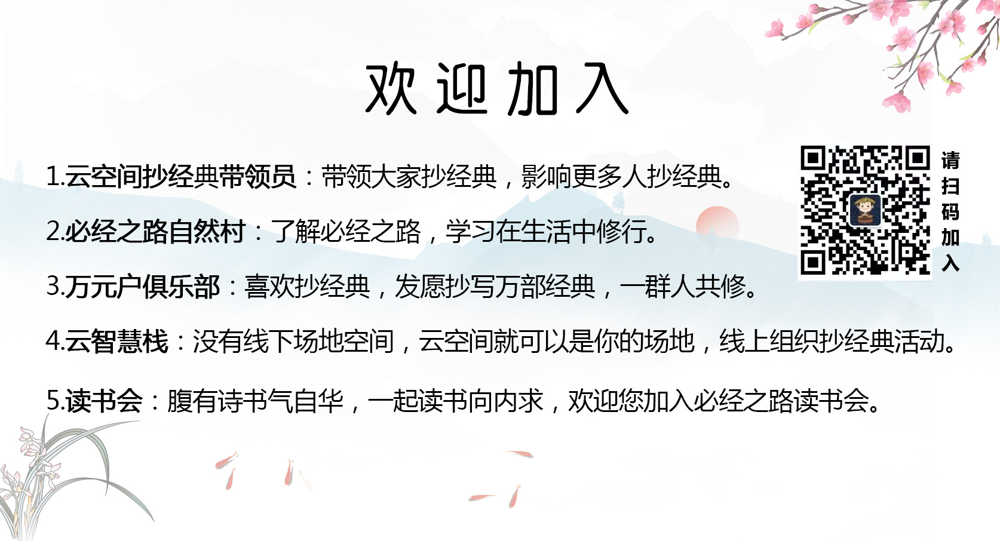 欢迎加入
1.云空间抄经典带领员：带领大家抄经典，影响更多人抄经典。
2.必经之路自然村：了解必经之路，学习在生活中修行。
3.万元户俱乐部：喜欢抄经典，发愿抄写万部经典，一群人共修。
4.云智慧栈：没有线下场地空间，云空间就可以是你的场地，线上组织抄经典活动。
5.读书会：腹有诗书气自华，一起读书向内求，欢迎您加入必经之路读书会。
请扫码加入